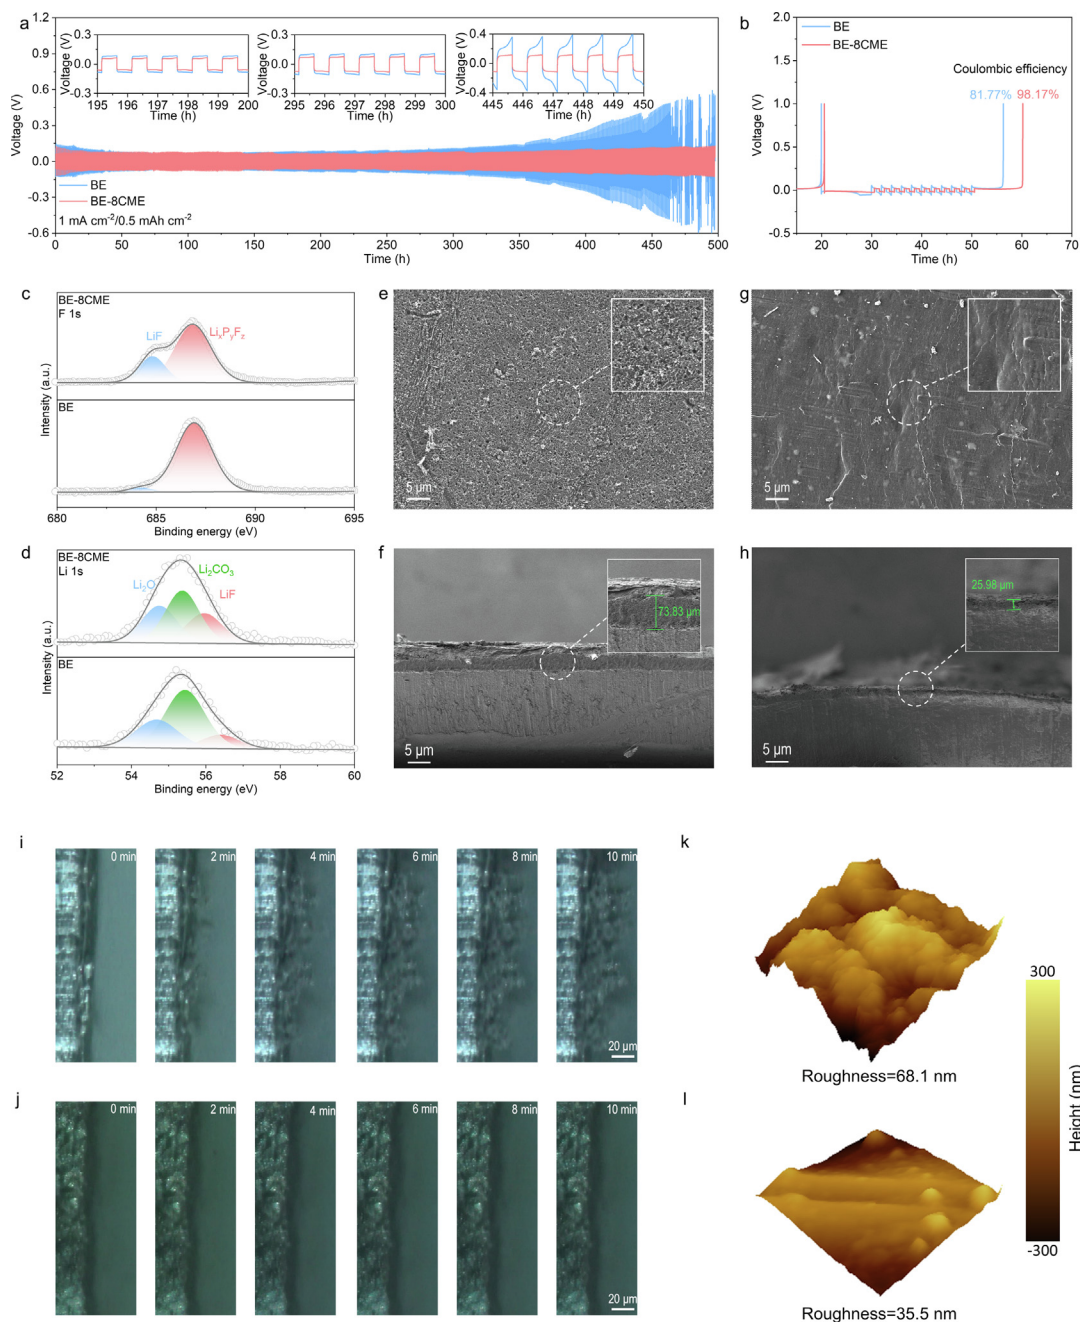 a
1.2
0.9
0.6
0.3
0.0
-0.3
-0.6
Voltage (V)
0 50 100 150 200 250 300 350 400 450 500
Time (h)
0.3
0.0
-0.3
Voltage (V)
195 196 197 198 199 200
Time (h)
0.3
0.0
-0.3
Voltage (V)
295 296 297 298 299 300
Time (h)
0.4
0.0
-0.4
Voltage (V)
445 446 447 448 449 450
Time (h)
BE
BE-8CME
1 mA cm⁻²/0.5 mAh cm⁻²
b
2.0
1.5
1.0
0.5
0.0
-0.5
Voltage (V)
BE
BE-8CME
Coulombic efficiency
81.77% 98.17%
20 30 40 50 60 70
Time (h)
c
BE-8CME
F 1s
LiF
LiₓPᵧF_z
BE
Intensity (a.u.)
680 685 690 695
Binding energy (eV)
d
BE-8CME
Li 1s
Li₂O
Li₂CO₃
LiF
BE
Intensity (a.u.)
52 54 56 58 60
Binding energy (eV)
e
5 µm
f
73.83 µm
5 µm
g
5 µm
h
25.98 µm
5 µm
i
0 min 2 min 4 min 6 min 8 min 10 min
20 µm
j
0 min 2 min 4 min 6 min 8 min 10 min
20 µm
k
Roughness=68.1 nm
l
Roughness=35.5 nm
300
-300
Height (nm)